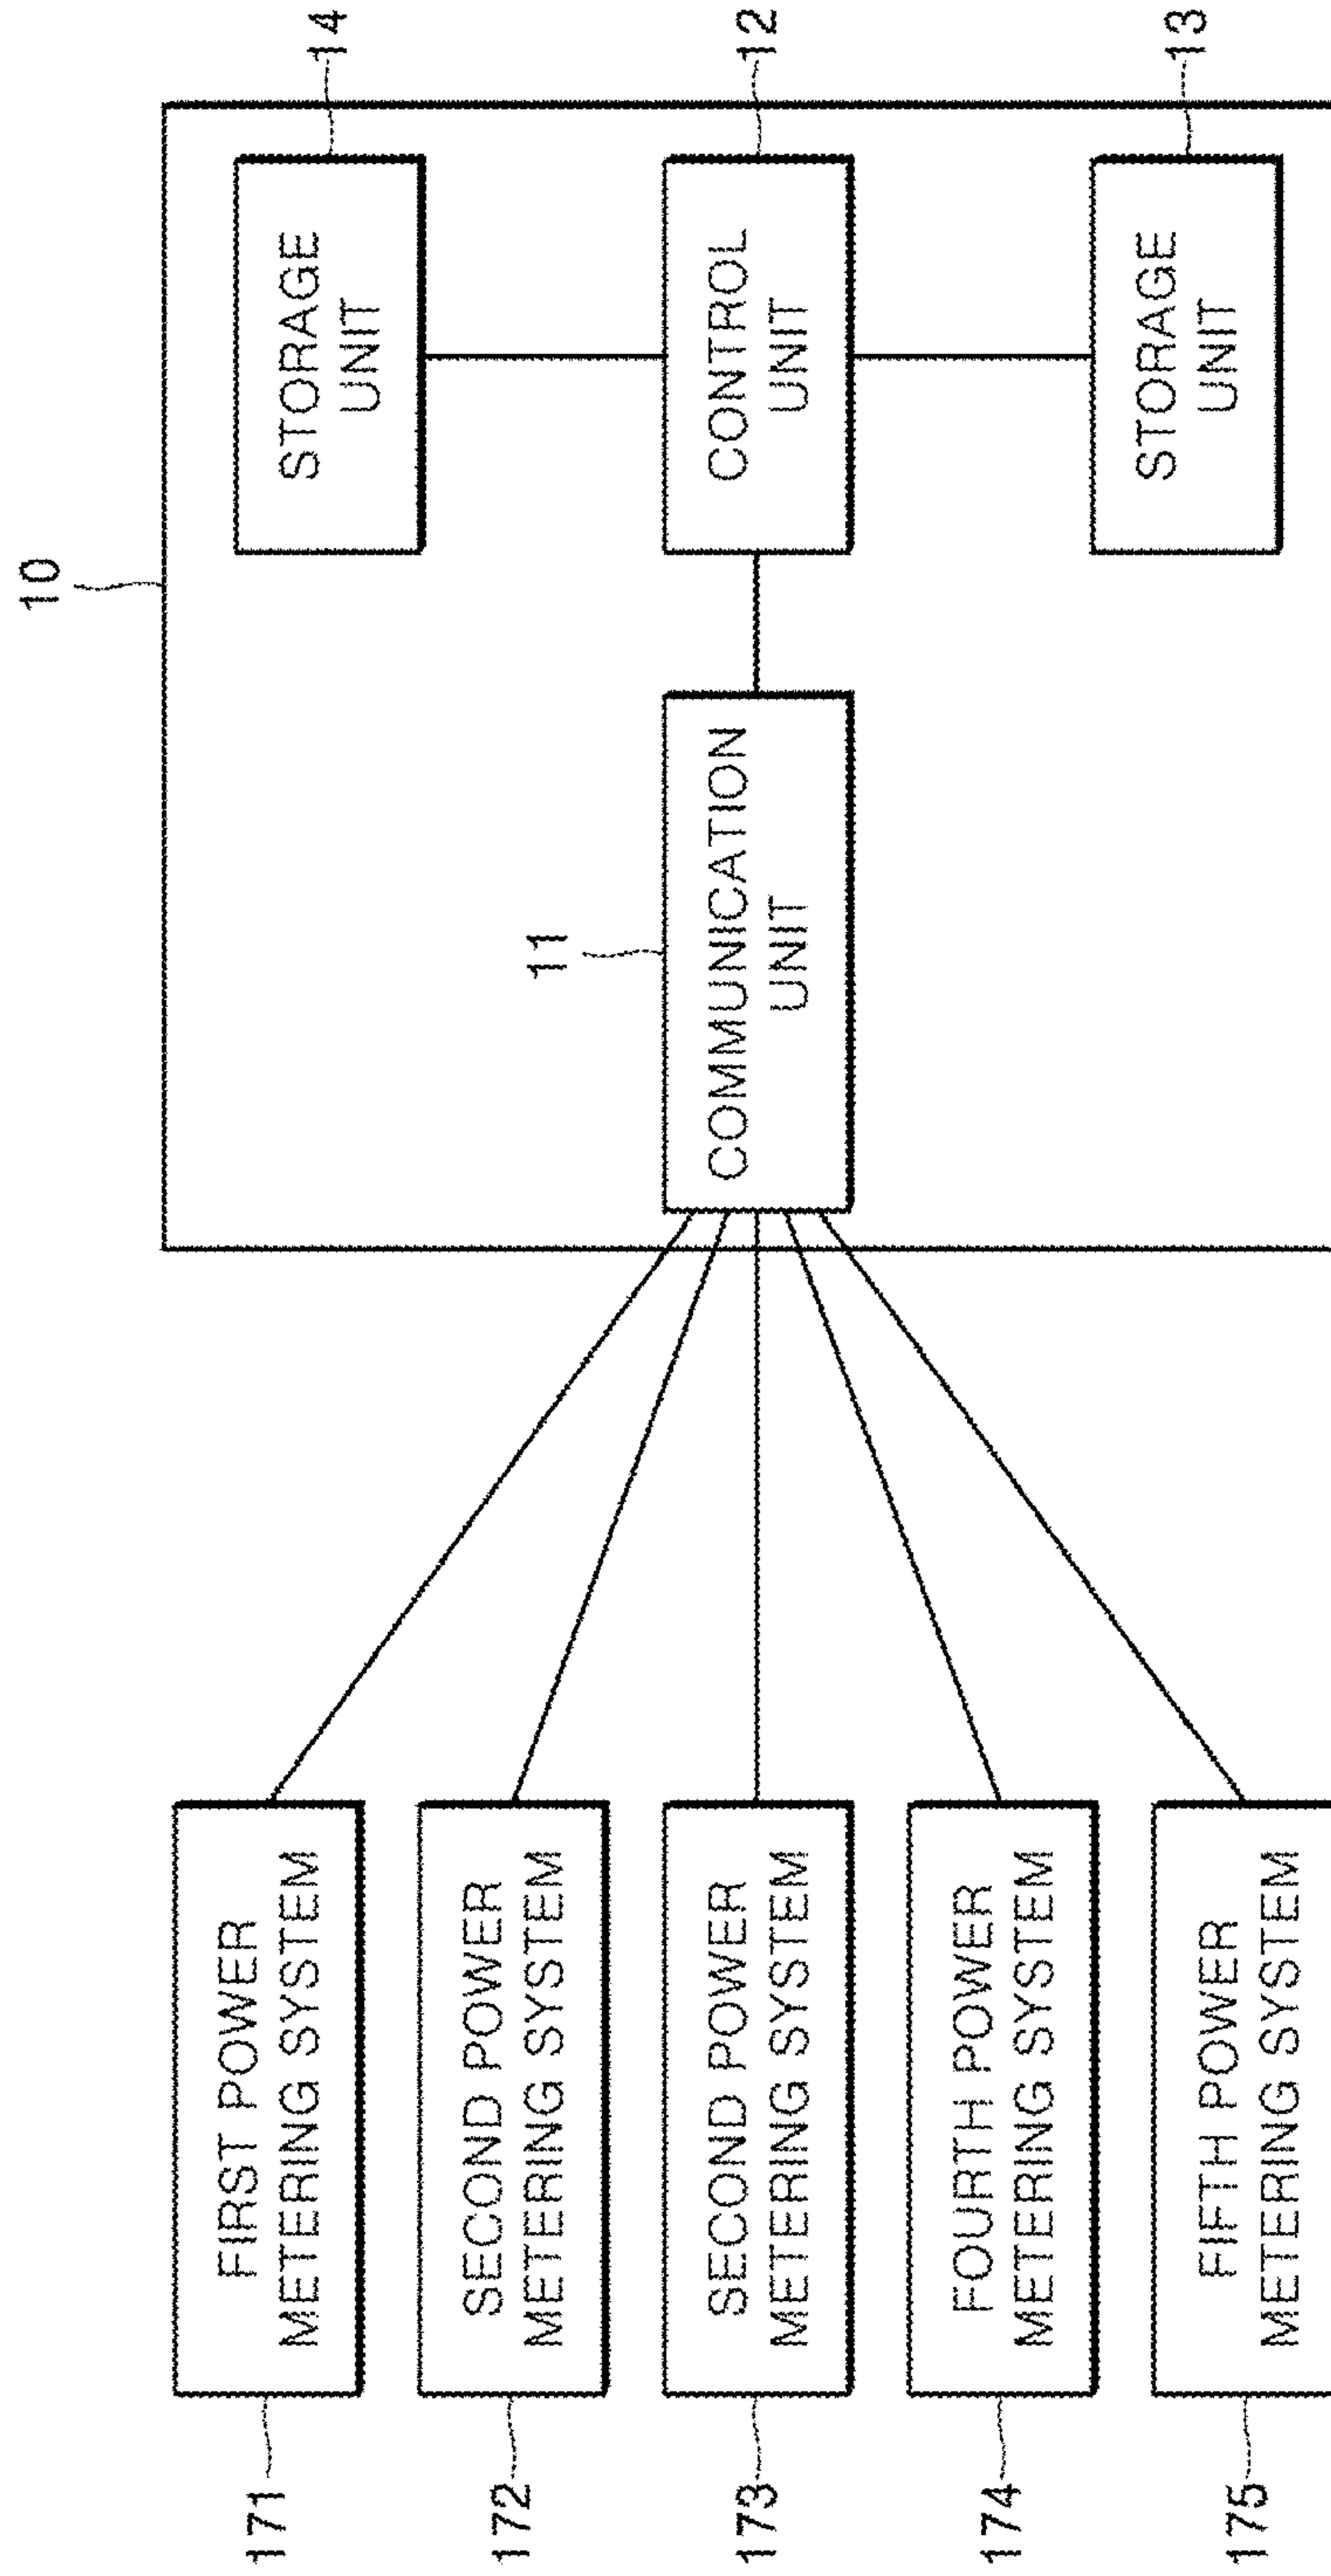 10
171
FIRST POWER
METERING SYSTEM
172
SECOND POWER
METERING SYSTEM
173
SECOND POWER
METERING SYSTEM
174
FOURTH POWER
METERING SYSTEM
175
FIFTH POWER
METERING SYSTEM
11
COMMUNICATION
UNIT
STORAGE
UNIT
14
CONTROL
UNIT
12
STORAGE
UNIT
13